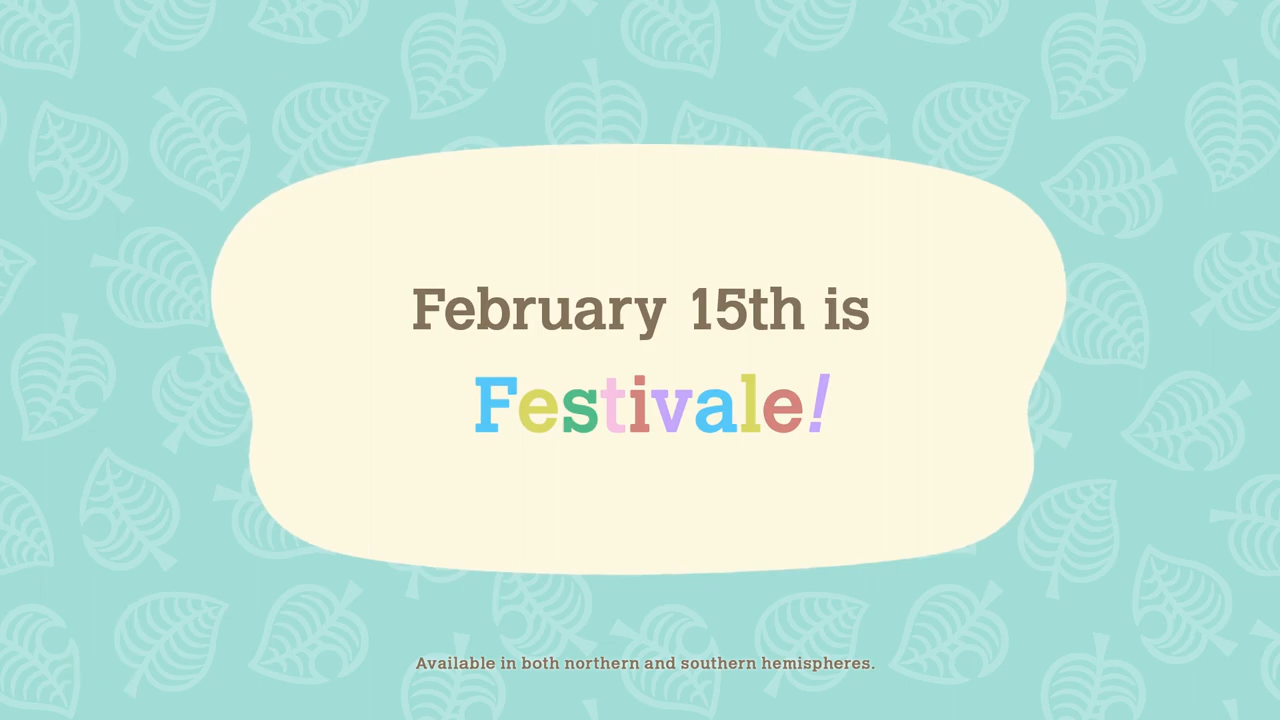 February 15th is
Festivale!
Available in both northern and southern hemispheres.